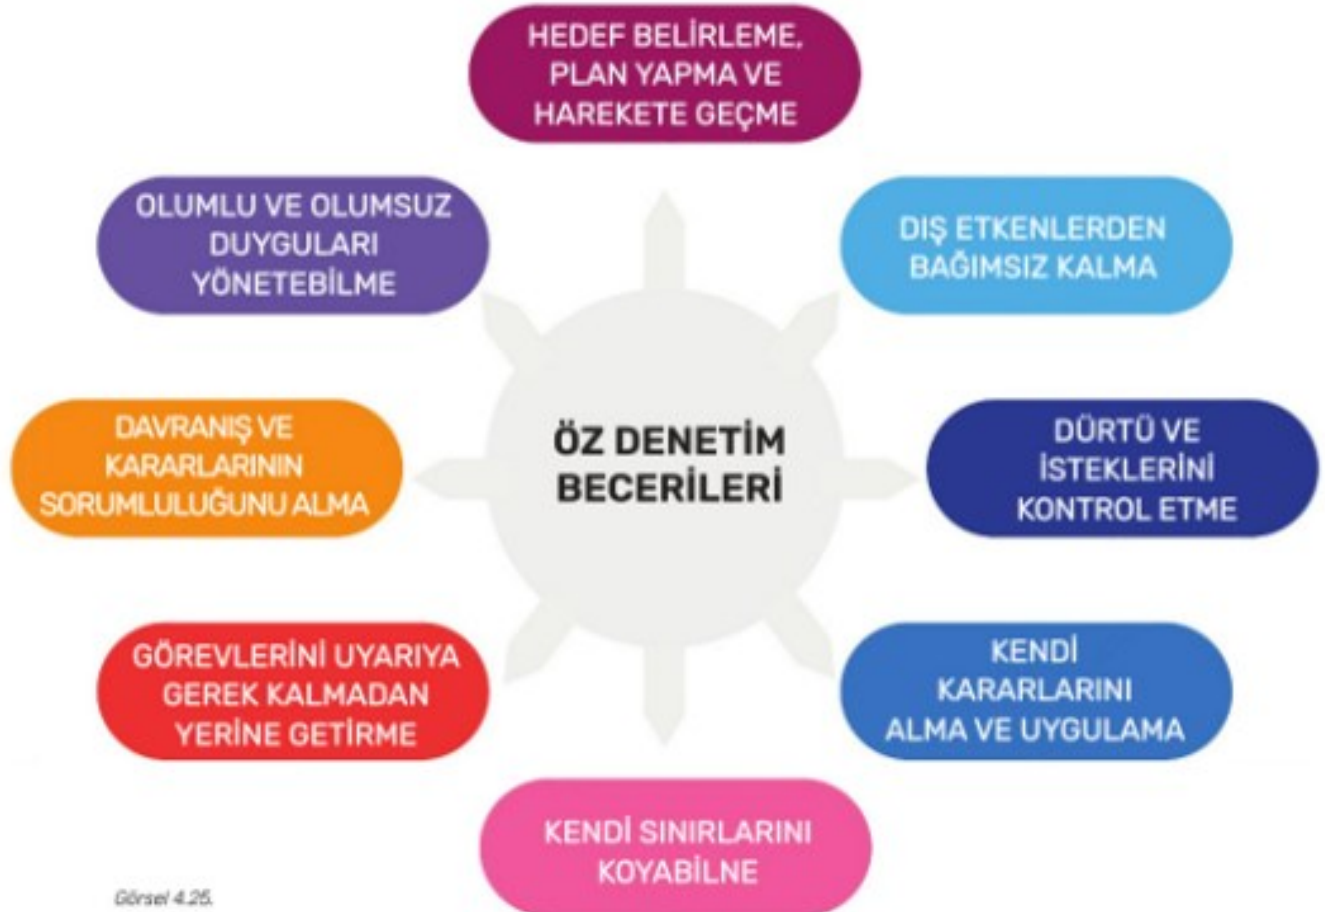 HEDEF BELİRLEME,
PLAN YAPMA VE
HAREKETE GEÇME
OLUMLU VE OLUMSUZ
DUYGULARI
YÖNETEBİLME
DIŞ ETKENLERDEN
BAĞIMSIZ KALMA
DAVRANIŞ VE
KARARLARININ
SORUMLULUĞUNU ALMA
ÖZ DENETİM
BECERİLERİ
DÜRTÜ VE
İSTEKLERİNİ
KONTROL ETME
GÖREVLERİNİ UYARIYA
GEREK KALMADAN
YERİNE GETİRME
KENDİ
KARARLARINI
ALMA VE UYGULAMA
KENDİ SINIRLARINI
KOYABİLNE
Görsel 4.25.